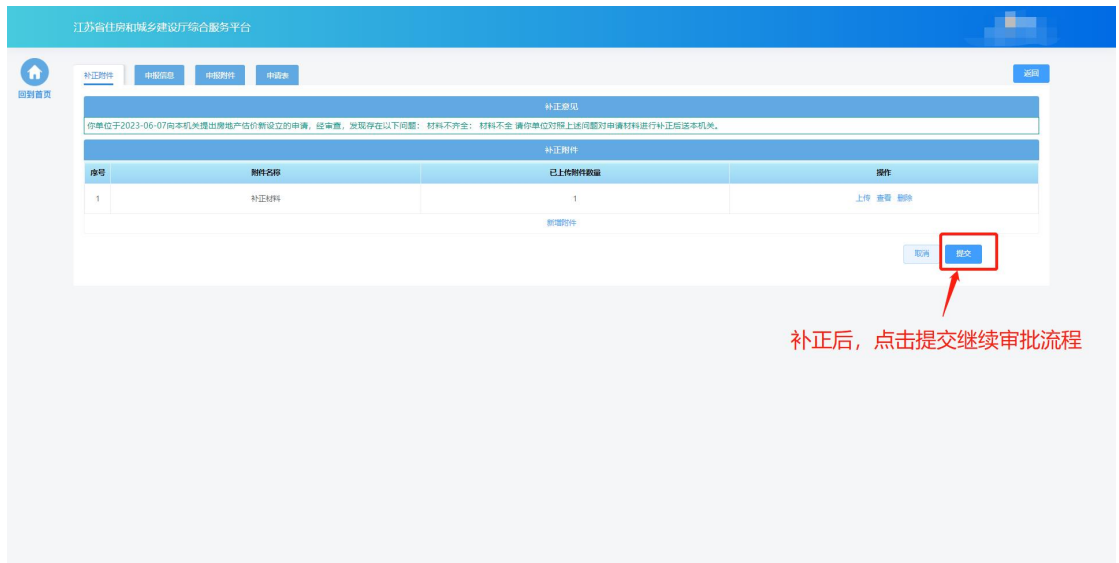 江苏省住房和城乡建设厅综合服务平台
回到首页
补正附件 申报信息 申报附件 申请表 返回
补正意见
你单位于2023-06-07向本机关提出房地产估价新设立的申请，经审查，发现存在以下问题： 材料不齐全： 材料不全 请你单位对照上述问题对申请材料进行补正后送本机关。
补正附件
序号 附件名称 已上传附件数量 操作
1 补正材料 1 上传 查看 删除
新增附件
取消 提交
补正后，点击提交继续审批流程